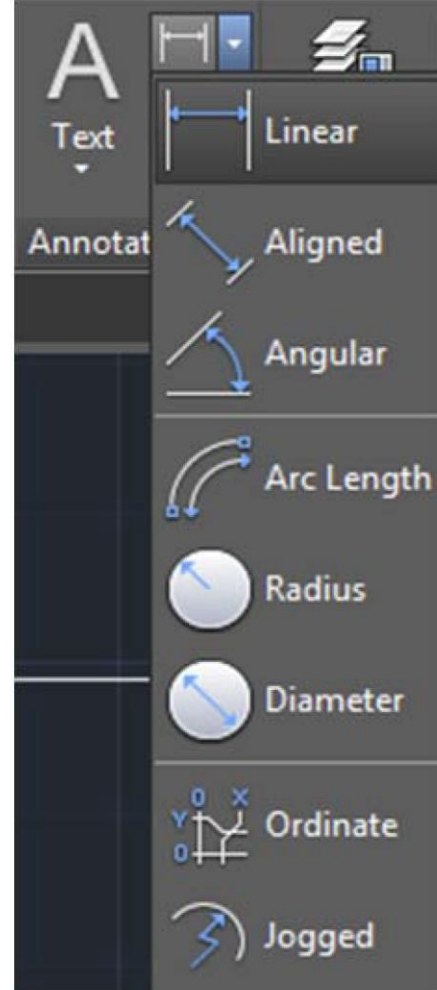 A
Text
Annotat
Linear
Aligned
Angular
Arc Length
Radius
Diameter
0 X
Y
0
Ordinate
Jogged